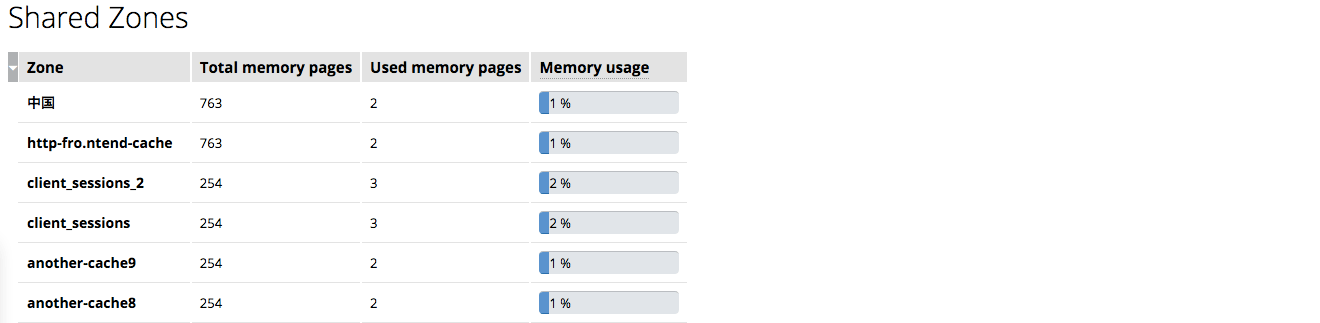 Shared Zones
Zone Total memory pages Used memory pages Memory usage
中国 763 2 1 %
http-fro.ntend-cache 763 2 1 %
client_sessions_2 254 3 2 %
client_sessions 254 3 2 %
another-cache9 254 2 1 %
another-cache8 254 2 1 %